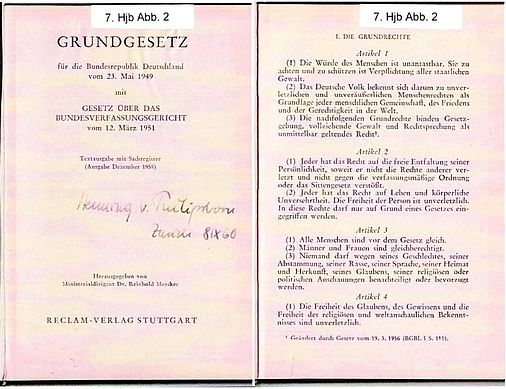 7. Hjb Abb. 2
GRUNDGESETZ
für die Bundesrepublik Deutschland
vom 23. Mai 1949
mit
GESETZ ÜBER DAS
BUNDESVERFASSUNGSGERICHT
vom 12. März 1951
Textausgabe mit Sachregister
(Ausgabe Dezember 1958)
Henning v.
60
Herausgegeben von
Ministerialdirigent Dr. Reinhold Mercker
RECLAM-VERLAG STUTTGART
7. Hjb Abb. 2
I. DIE GRUNDRECHTE
Artikel 1
(1) Die Würde des Menschen ist unantastbar. Sie zu
achten und zu schützen ist Verpflichtung aller staatlichen
Gewalt.
(2) Das Deutsche Volk bekennt sich darum zu unver-
letzlichen und unveräußerlichen Menschenrechten als
Grundlage jeder menschlichen Gemeinschaft, des Friedens
und der Gerechtigkeit in der Welt.
(3) Die nachfolgenden Grundrechte binden Gesetz-
gebung, vollziehende Gewalt und Rechtsprechung als
unmittelbar geltendes Recht¹.
Artikel 2
(1) Jeder hat das Recht auf die freie Entfaltung seiner
Persönlichkeit, soweit er nicht die Rechte anderer ver-
letzt und nicht gegen die verfassungsmäßige Ordnung
oder das Sittengesetz verstößt.
(2) Jeder hat das Recht auf Leben und körperliche
Unversehrtheit. Die Freiheit der Person ist unverletzlich.
In diese Rechte darf nur auf Grund eines Gesetzes ein-
gegriffen werden.
Artikel 3
(1) Alle Menschen sind vor dem Gesetz gleich.
(2) Männer und Frauen sind gleichberechtigt.
(3) Niemand darf wegen seines Geschlechtes, seiner
Abstammung, seiner Rasse, seiner Sprache, seiner Heimat
und Herkunft, seines Glaubens, seiner religiösen oder
politischen Anschauungen benachteiligt oder bevorzugt
werden.
Artikel 4
(1) Die Freiheit des Glaubens, des Gewissens und die
Freiheit des religiösen und weltanschaulichen Bekennt-
nisses sind unverletzlich.
¹ Geändert durch Gesetz vom 19. 3. 1956 (BGBl. I S. 111).